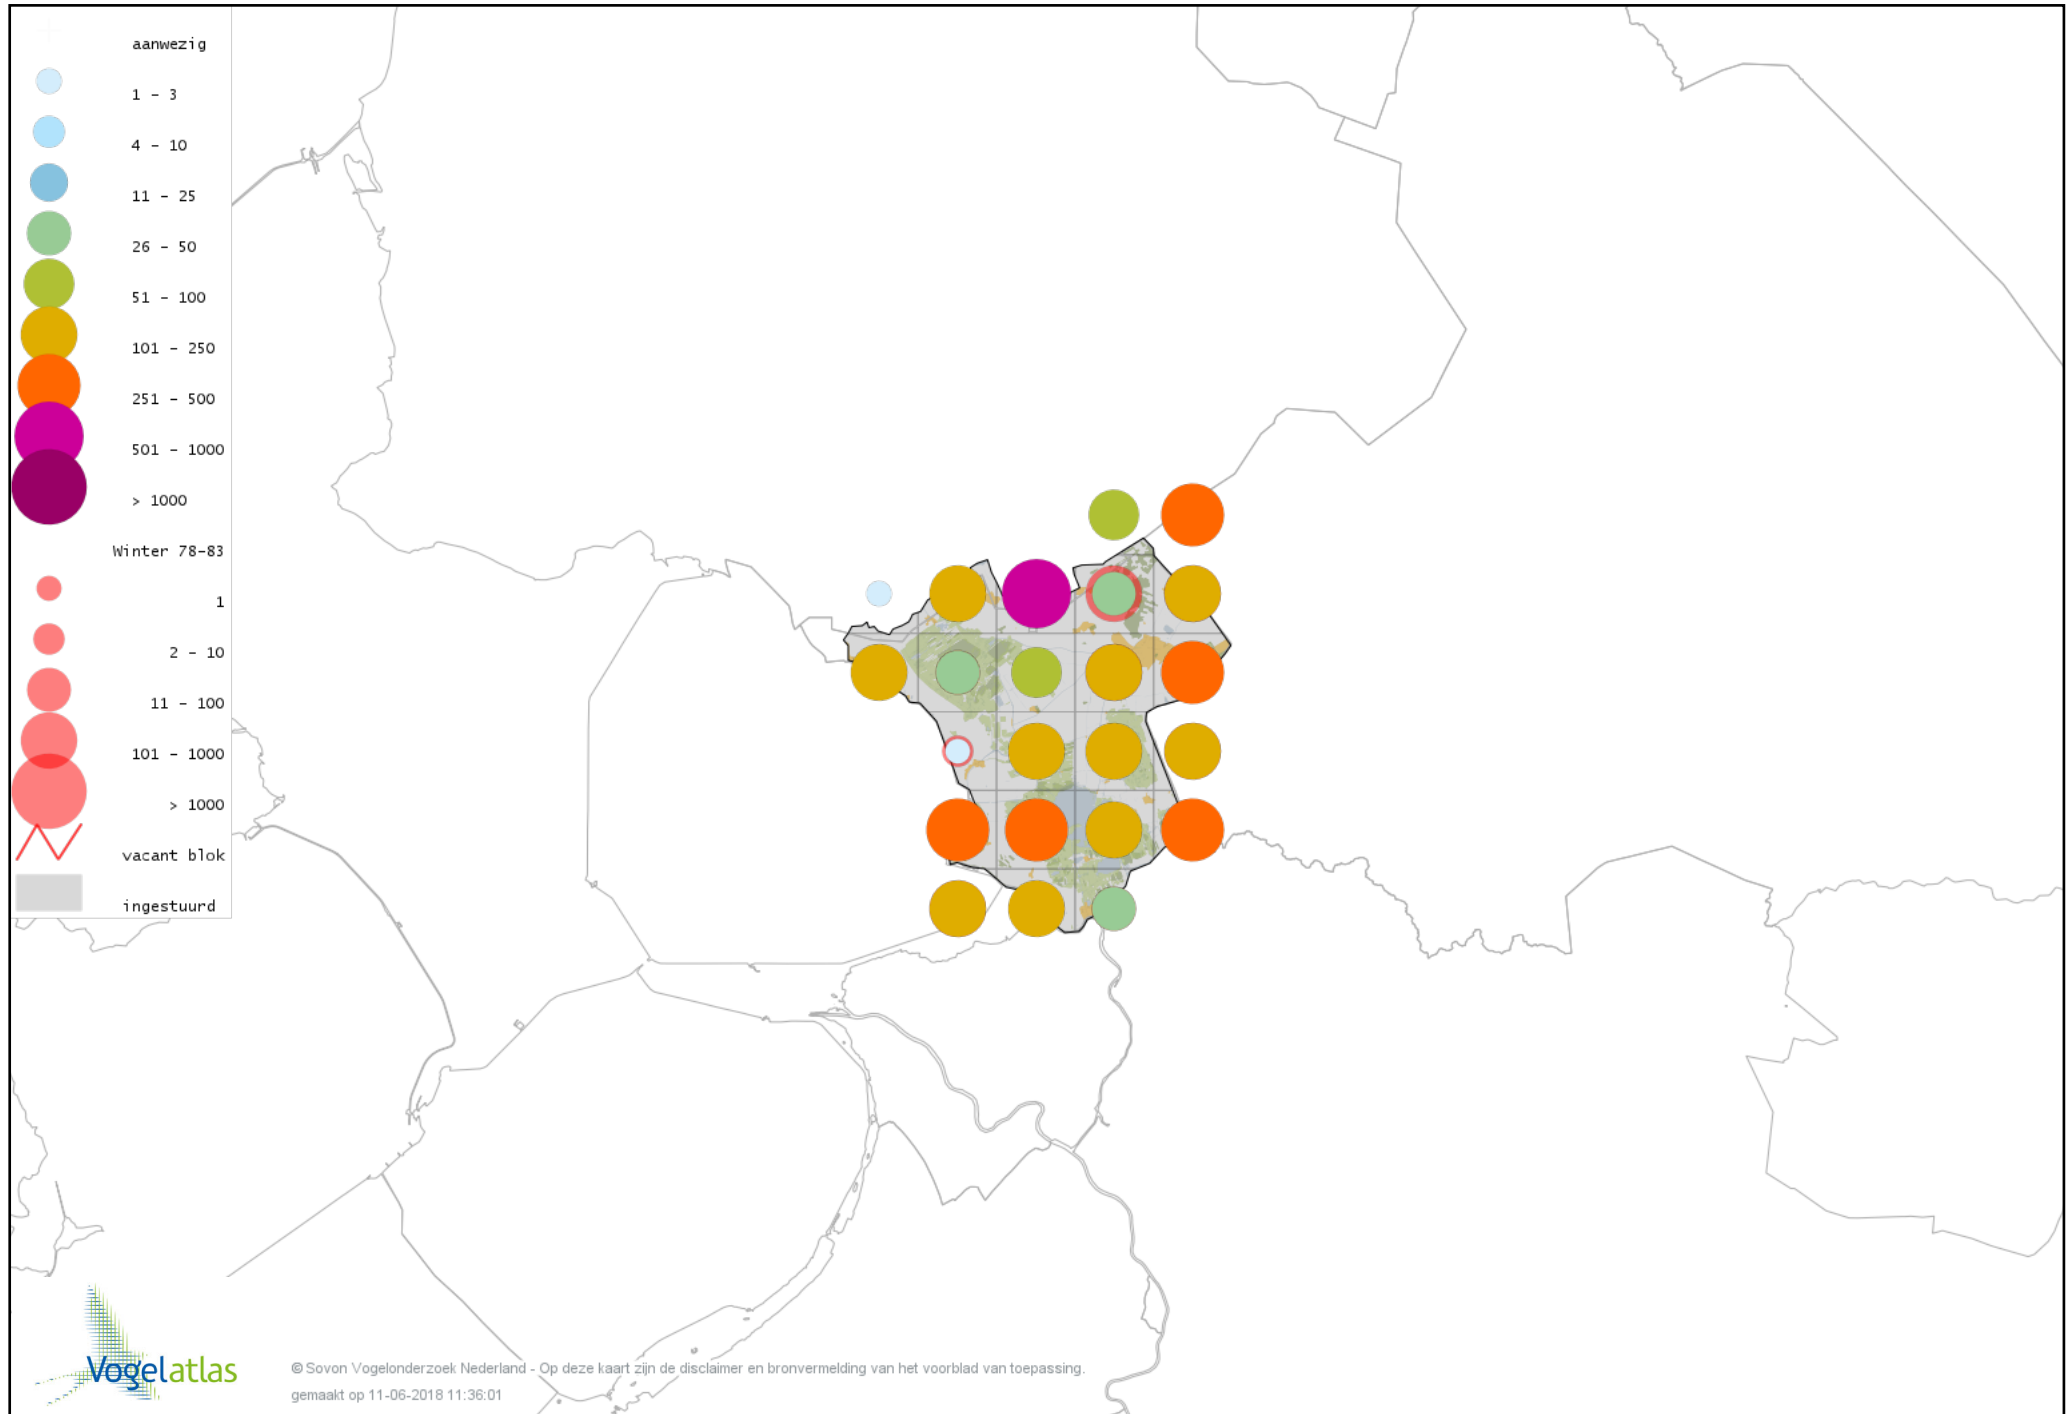 aanwezig
1 - 3
4 - 10
11 - 25
26 - 50
51 - 100
101 - 250
251 - 500
501 - 1000
> 1000
Winter 78-83
1
2 - 10
11 - 100
101 - 1000
> 1000
vacant blok
ingestuurd
Vogelatlas
© Sovon Vogelonderzoek Nederland - Op deze kaart zijn de disclaimer en bronvermelding van het voorblad van toepassing.
gemaakt op 11-06-2018 11:36:01